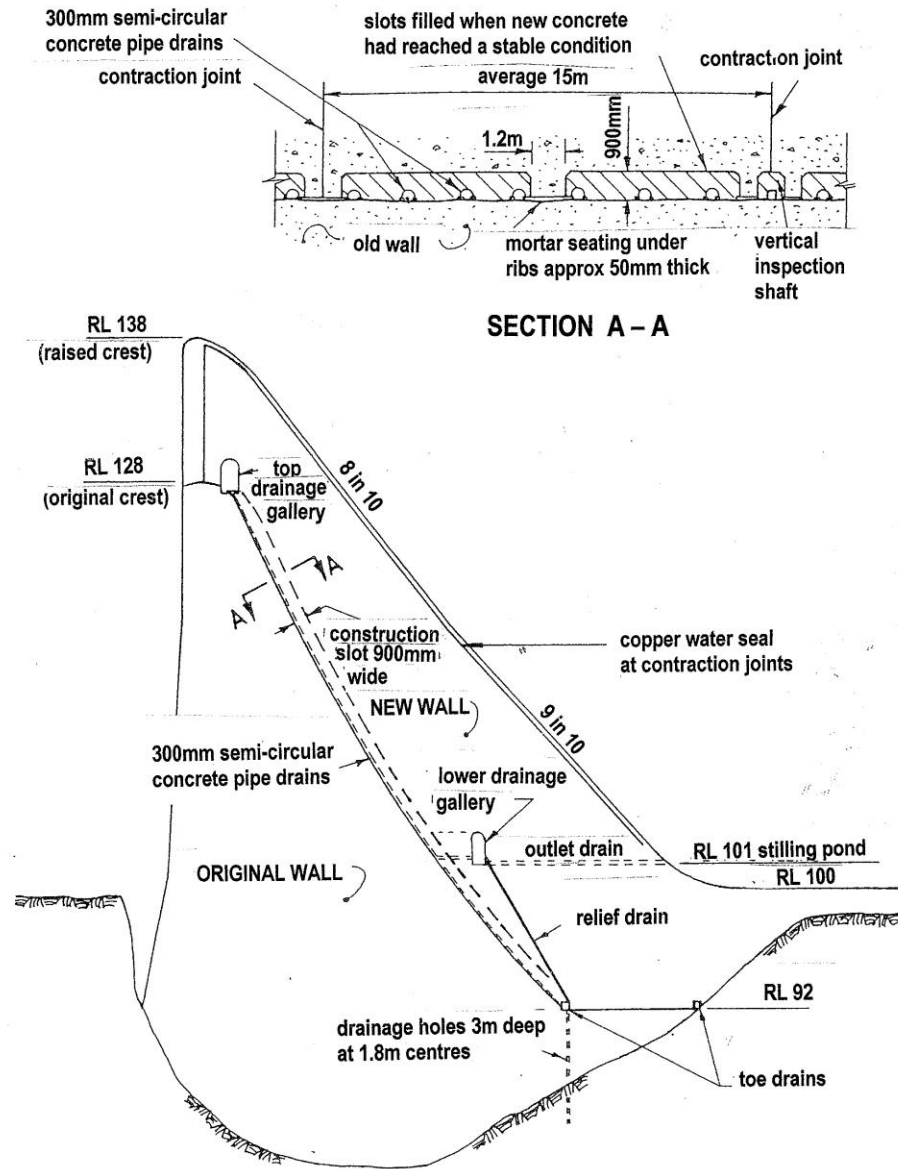 300mm semi-circular
concrete pipe drains
contraction joint
slots filled when new concrete
had reached a stable condition
average 15m
contraction joint
1.2m
900mm
old wall
mortar seating under
ribs approx 50mm thick
vertical
inspection
shaft
SECTION A – A
RL 138
(raised crest)
RL 128
(original crest)
top
drainage
gallery
8 in 10
A
A
construction
slot 900mm
wide
copper water seal
at contraction joints
NEW WALL
9 in 10
300mm semi-circular
concrete pipe drains
lower drainage
gallery
outlet drain
RL 101 stilling pond
RL 100
ORIGINAL WALL
relief drain
RL 92
drainage holes 3m deep
at 1.8m centres
toe drains